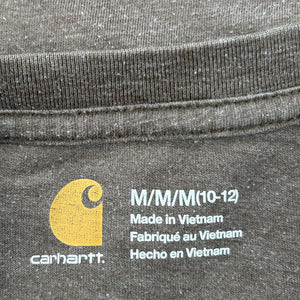 carhartt.
M/M/M(10-12)
Made in Vietnam
Fabriqué au Vietnam
Hecho en Vietnam